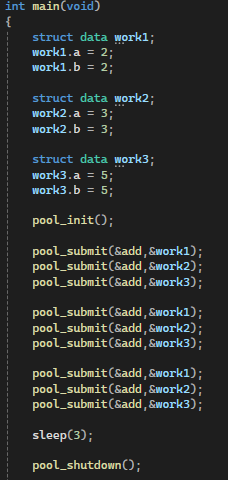 int main(void)
{
struct data work1;
work1.a = 2;
work1.b = 2;
struct data work2;
work2.a = 3;
work2.b = 3;
struct data work3;
work3.a = 5;
work3.b = 5;
pool_init();
pool_submit(&add,&work1);
pool_submit(&add,&work2);
pool_submit(&add,&work3);
pool_submit(&add,&work1);
pool_submit(&add,&work2);
pool_submit(&add,&work3);
pool_submit(&add,&work1);
pool_submit(&add,&work2);
pool_submit(&add,&work3);
sleep(3);
pool_shutdown();